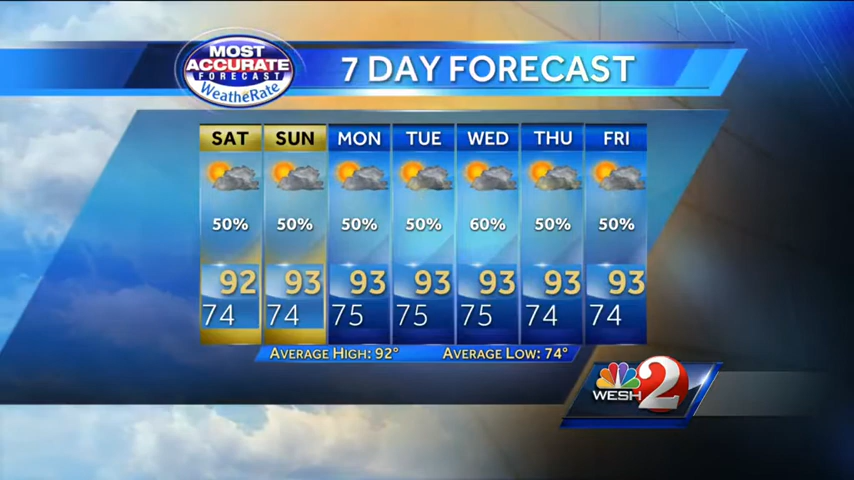 MOST
ACCURATE
FORECAST
WeatheRate
7 DAY FORECAST
SAT SUN MON TUE WED THU FRI
50% 50% 50% 50% 60% 50% 50%
92 93 93 93 93 93 93
74 74 75 75 75 74 74
AVERAGE HIGH: 92° AVERAGE LOW: 74°
WESH 2